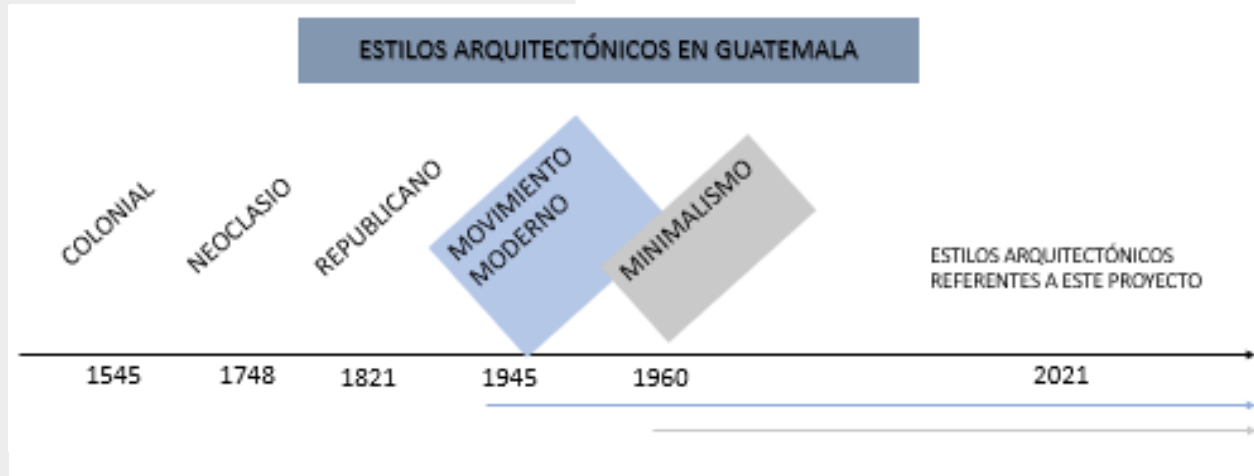 ESTILOS ARQUITECTÓNICOS EN GUATEMALA
COLONIAL
NEOCLASIO
REPUBLICANO
MOVIMIENTO
MODERNO
MINIMALISMO
ESTILOS ARQUITECTÓNICOS
REFERENTES A ESTE PROYECTO
1545
1748
1821
1945
1960
2021